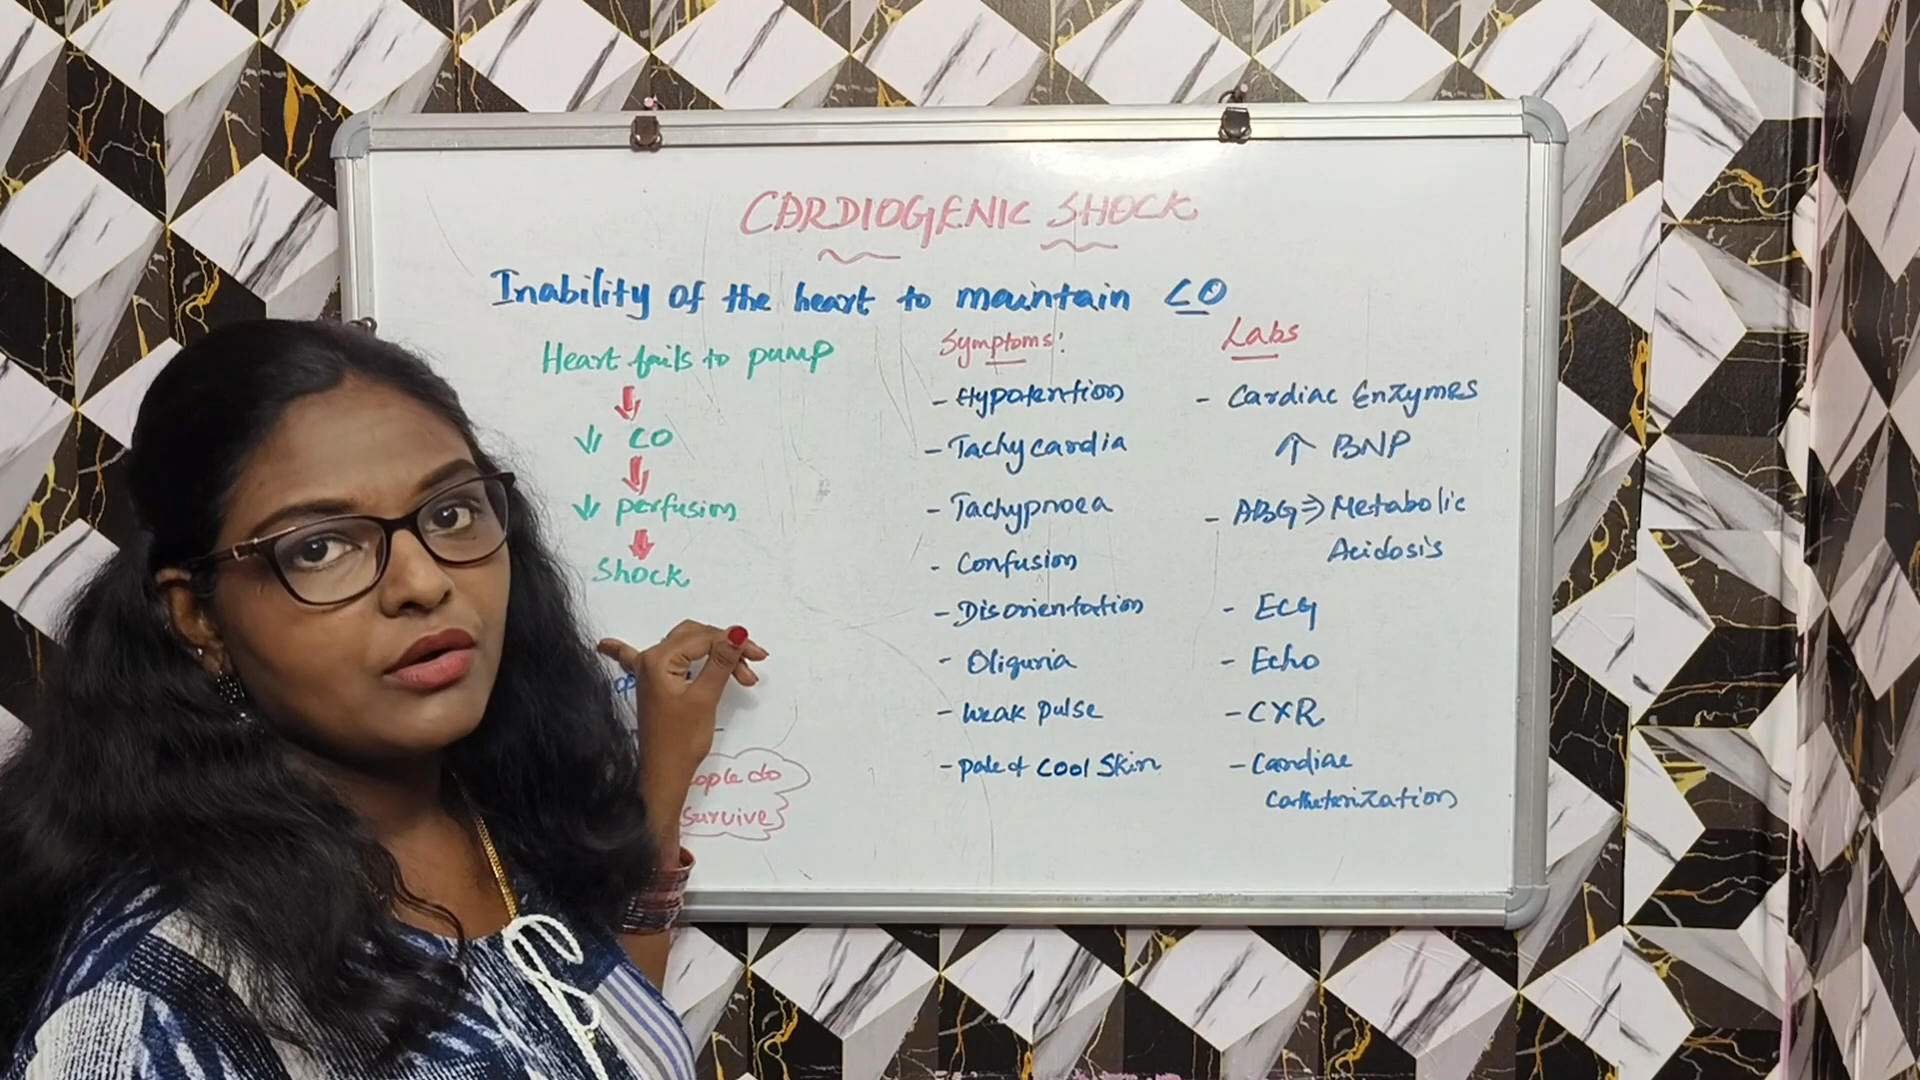 CARDIOGENIC SHOCK
Inability of the heart to maintain CO
Heart fails to pump
↓
↓ CO
↓
↓ perfusion
↓
Shock
do
survive
Symptoms:
- Hypotention
- Tachycardia
- Tachypnoea
- Confusion
- Disorientation
- Oliguria
- Weak pulse
- pale & cool skin
Labs
- Cardiac Enzymes
↑ BNP
- ABG ⇒ Metabolic
Acidosis
- ECG
- Echo
- CXR
- Cardiac
Catheterization